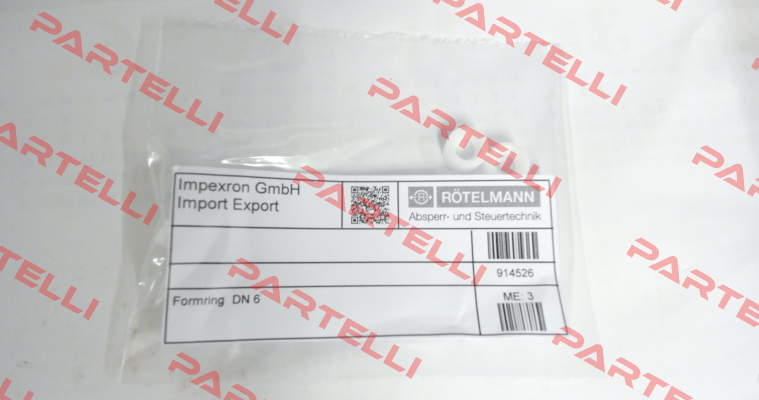 Impexron GmbH
Import Export
RÖTELMANN
Absperr- und Steuertechnik
914526
Formring DN 6
ME: 3
PARTELLI
PARTELLI
PARTELLI
PARTELLI
PARTELLI
PARTELLI
PARTELLI
PARTELLI
PARTELLI
PARTELLI
PARTELLI